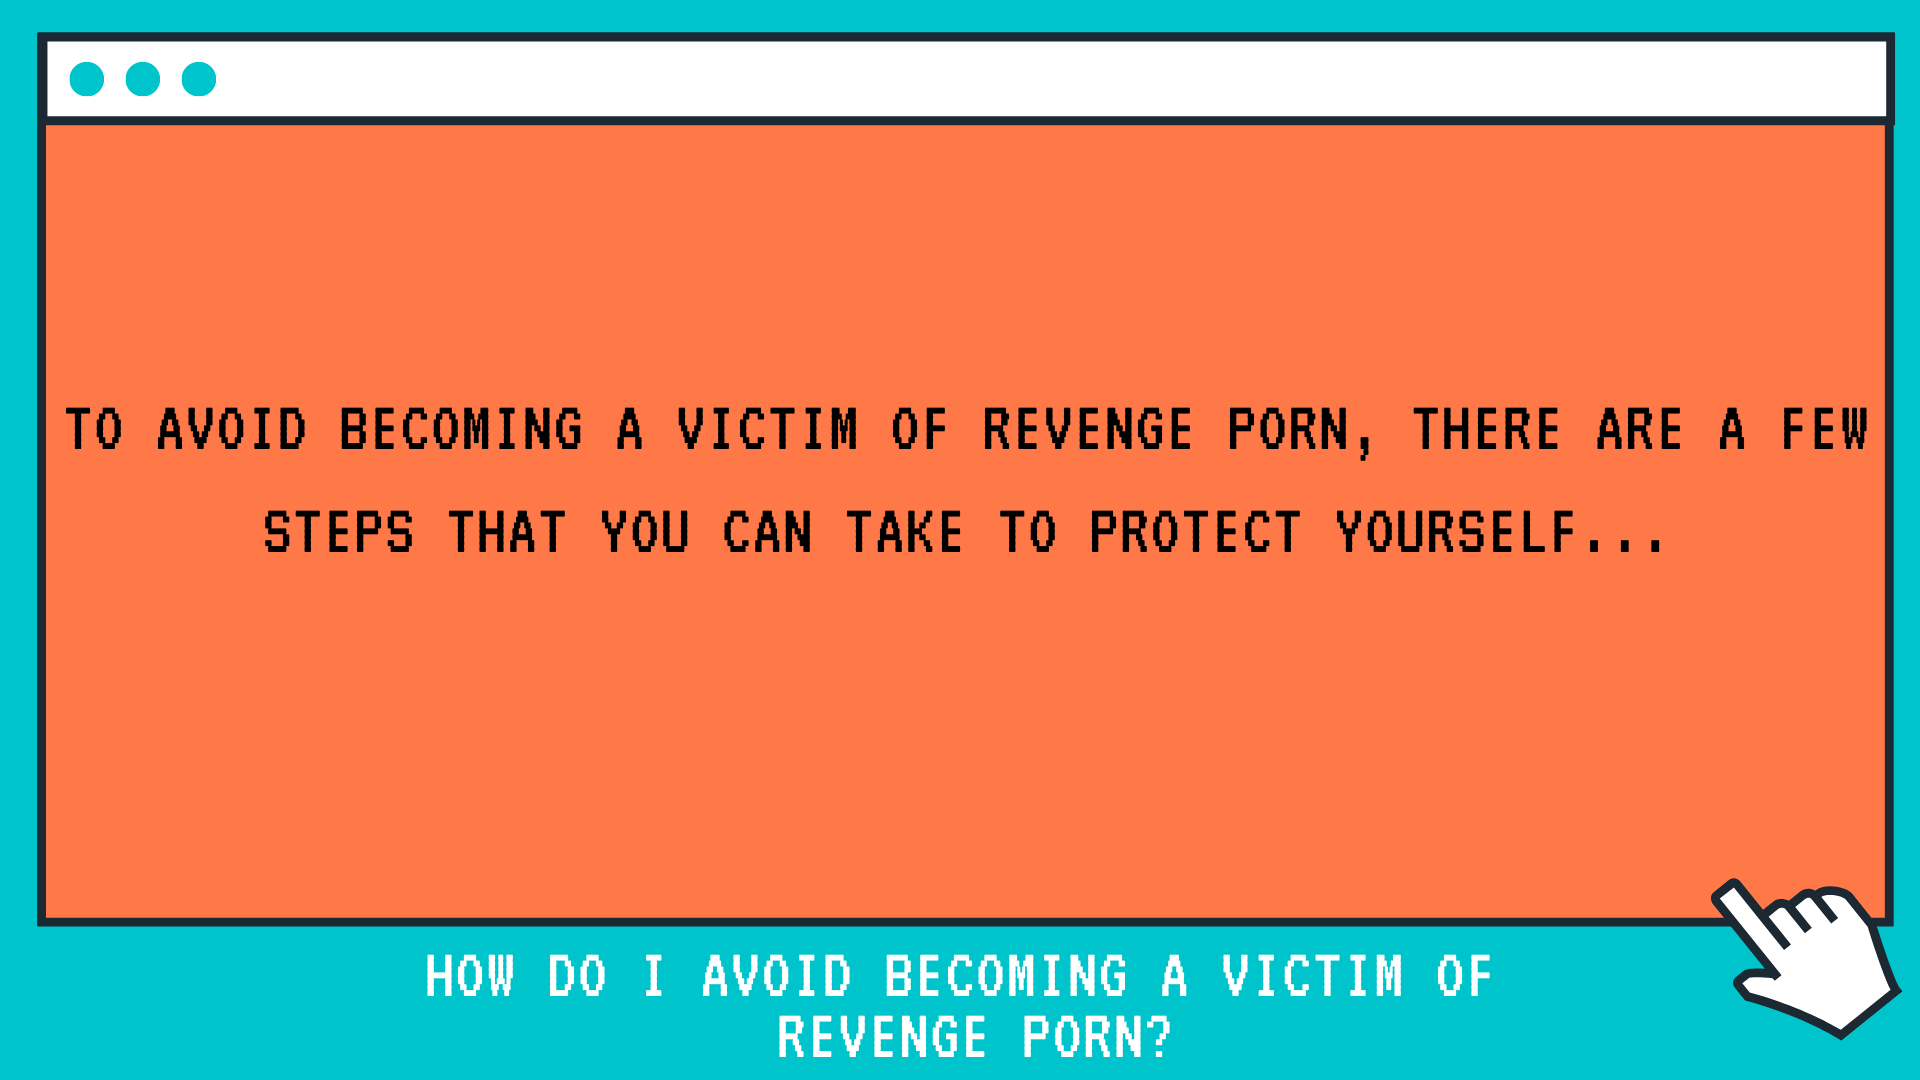 TO AVOID BECOMING A VICTIM OF REVENGE PORN, THERE ARE A FEW
STEPS THAT YOU CAN TAKE TO PROTECT YOURSELF...
HOW DO I AVOID BECOMING A VICTIM OF
REVENGE PORN?